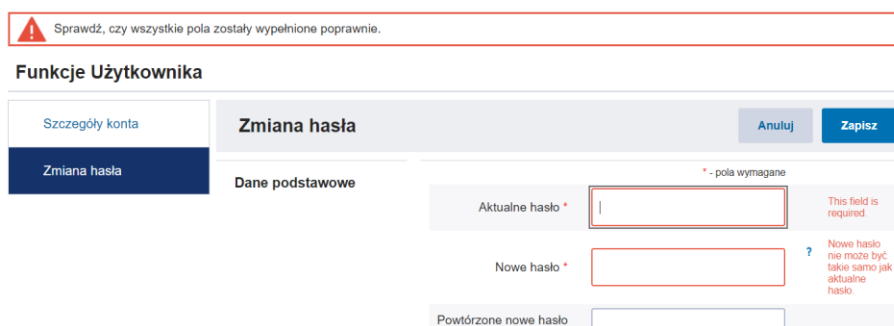 Sprawdź, czy wszystkie pola zostały wypełnione poprawnie.
Funkcje Użytkownika
Szczegóły konta
Zmiana hasła
Zmiana hasła
Anuluj
Zapisz
Dane podstawowe
* - pola wymagane
Aktualne hasło *
This field is
required.
Nowe hasło *
?
Nowe hasło
nie może być
takie samo jak
aktualne
hasło.
Powtórzone nowe hasło